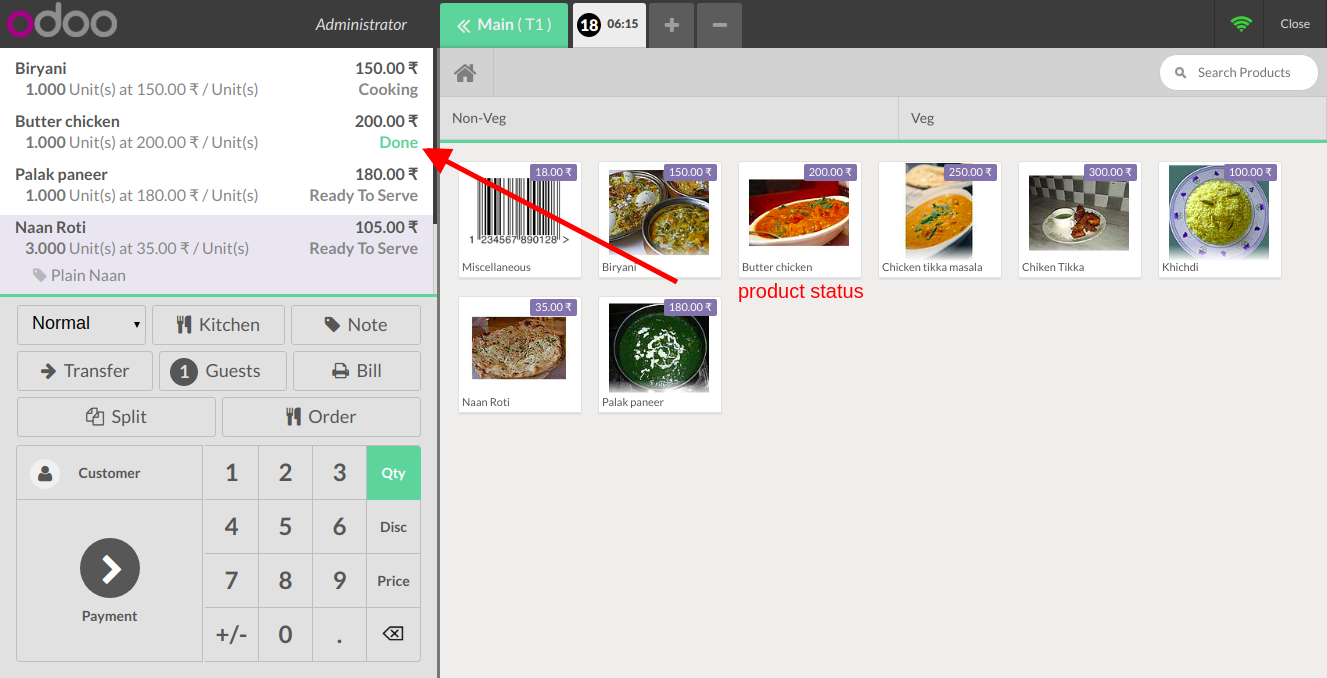 odoo
Administrator
Main ( T1 )
18 06:15
+
−
Close
Biryani 150.00 ₹
1.000 Unit(s) at 150.00 ₹ / Unit(s) Cooking
Butter chicken 200.00 ₹
1.000 Unit(s) at 200.00 ₹ / Unit(s) Done
Palak paneer 180.00 ₹
1.000 Unit(s) at 180.00 ₹ / Unit(s) Ready To Serve
Naan Roti 105.00 ₹
3.000 Unit(s) at 35.00 ₹ / Unit(s) Ready To Serve
Plain Naan
Normal
Kitchen
Note
Transfer
1 Guests
Bill
Split
Order
Customer
1 2 3 Qty
4 5 6 Disc
7 8 9 Price
+/- 0 .
Payment
Search Products
Non-Veg
Veg
18.00 ₹
1 234567 890128 >
Miscellaneous
150.00 ₹
Biryani
200.00 ₹
Butter chicken
250.00 ₹
Chicken tikka masala
300.00 ₹
Chiken Tikka
100.00 ₹
Khichdi
product status
35.00 ₹
Naan Roti
180.00 ₹
Palak paneer